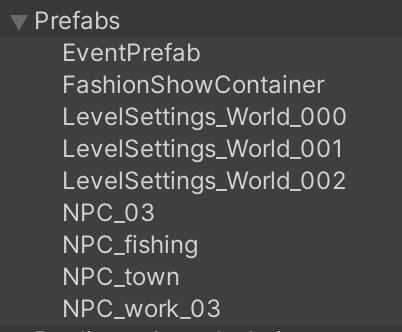 Prefabs
EventPrefab
FashionShowContainer
LevelSettings_World_000
LevelSettings_World_001
LevelSettings_World_002
NPC_03
NPC_fishing
NPC_town
NPC_work_03